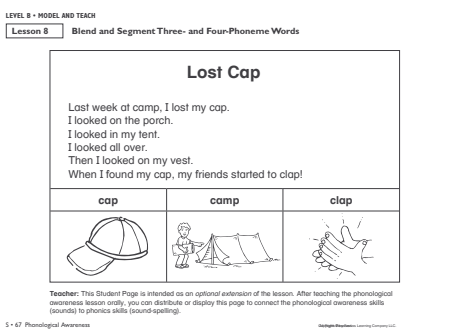 LEVEL 8 • MODEL AND TEACH
Lesson 8 Blend and Segment Three- and Four-Phoneme Words
Lost Cap
Last week at camp, I lost my cap.
I looked on the porch.
I looked in my tent.
I looked all over.
Then I looked on my vest.
When I found my cap, my friends started to clap!
cap camp clap
Teacher: This Student Page is intended as an optional extension of the lesson. After teaching the phonological
awareness lesson orally, you can distribute or display this page to connect the phonological awareness skills
(sounds) to phonics skills (sound-spelling).
S • 67 Phonological Awareness Learning Company LLC